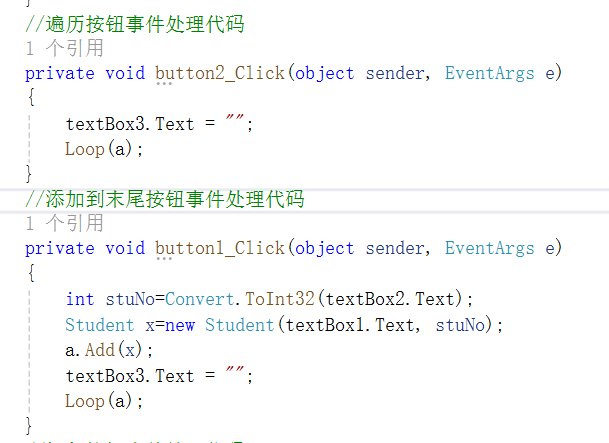 }
//遍历按钮事件处理代码
1 个引用
private void button2_Click(object sender, EventArgs e)
{
textBox3.Text = "";
Loop(a);
}
//添加到末尾按钮事件处理代码
1 个引用
private void button1_Click(object sender, EventArgs e)
{
int stuNo=Convert.ToInt32(textBox2.Text);
Student x=new Student(textBox1.Text, stuNo);
a.Add(x);
textBox3.Text = "";
Loop(a);
}